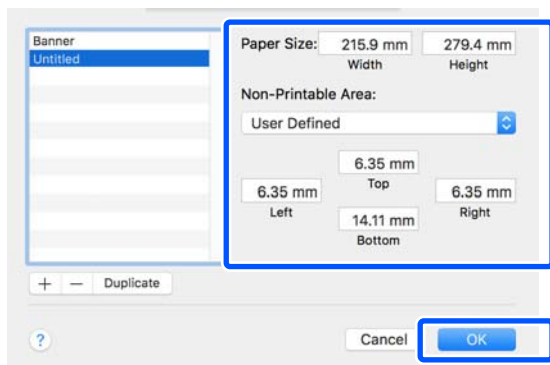 Banner
Untitled
Paper Size: 215.9 mm 279.4 mm
Width Height
Non-Printable Area:
User Defined
6.35 mm
Top
6.35 mm 6.35 mm
Left Right
14.11 mm
Bottom
+ − Duplicate
? Cancel OK